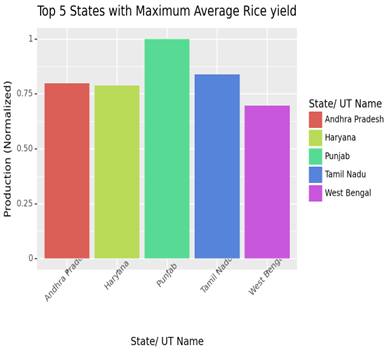 Top 5 States with Maximum Average Rice yield
Production (Normalized)
1
0.75
0.50
0.25
0
Haryana
Punjab
State/ UT Name
State/ UT Name
Andhra Pradesh
Haryana
Punjab
Tamil Nadu
West Bengal